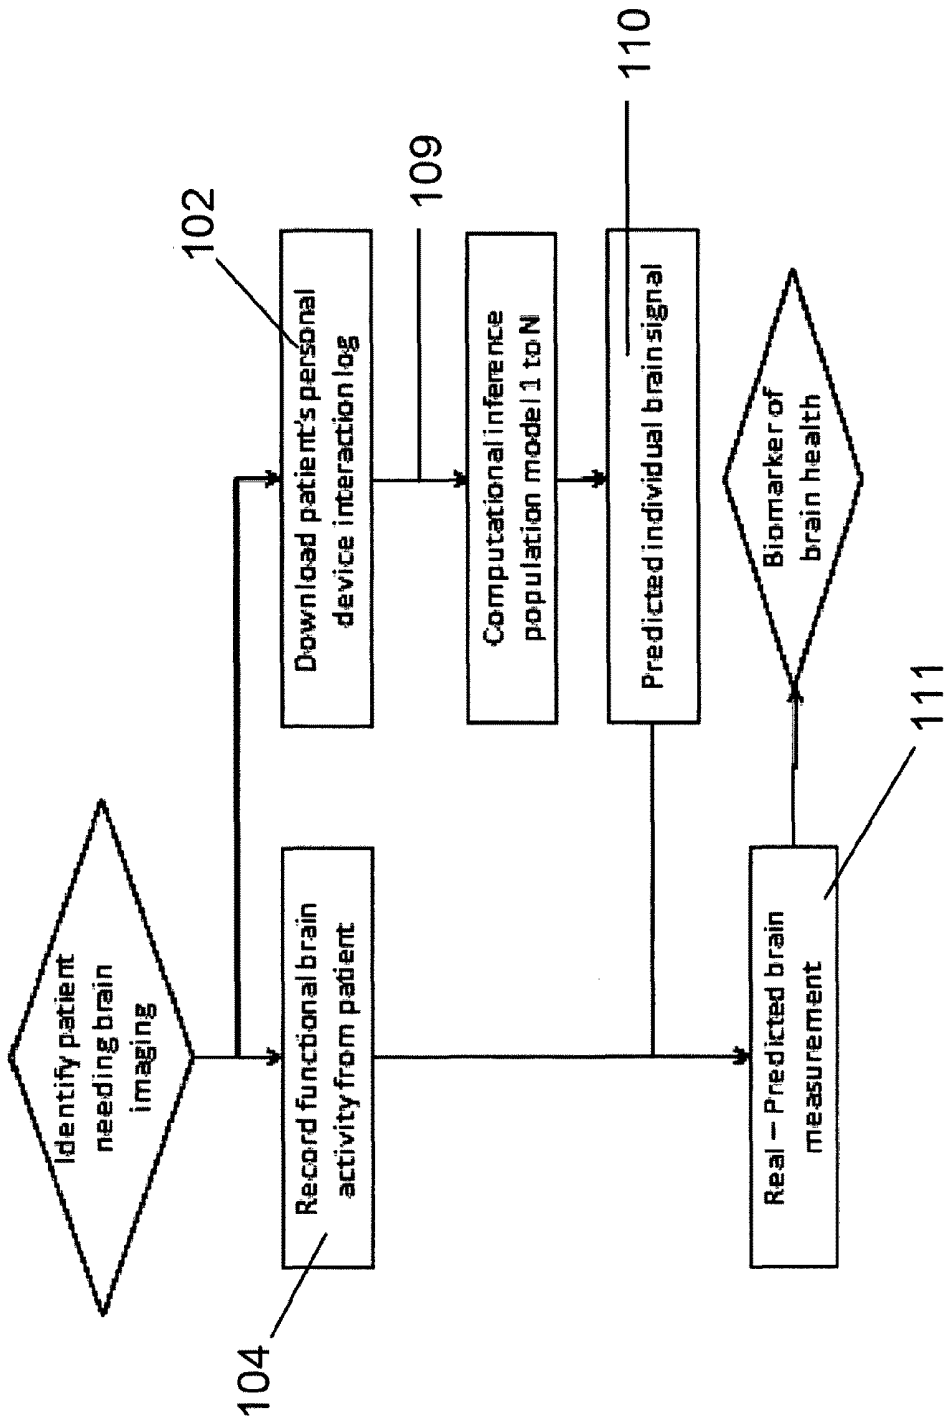 Identify patient
needing brain
imaging
102
Download patient's personal
device interaction log
104
Record functional brain
activity from patient
109
Computational inference
population model 1 to N
110
Predicted individual brain signal
Real – Predicted brain
measurement
111
Biomarker of
brain health